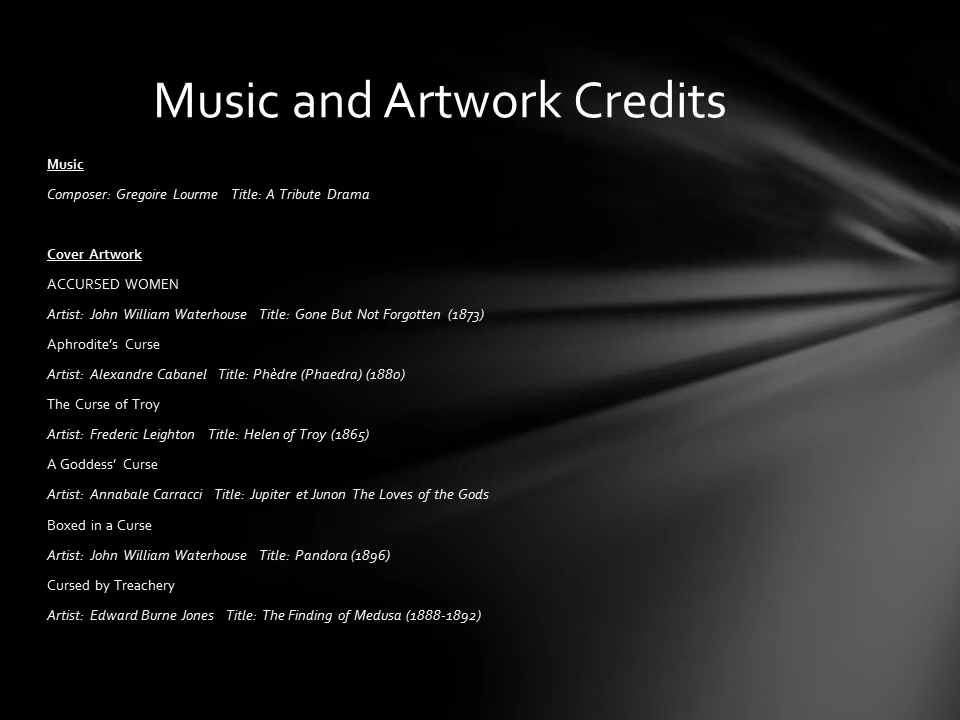 Music and Artwork Credits
Music
Composer: Gregoire Lourme Title: A Tribute Drama
Cover Artwork
ACCURSED WOMEN
Artist: John William Waterhouse Title: Gone But Not Forgotten (1873)
Aphrodite’s Curse
Artist: Alexandre Cabanel Title: Phèdre (Phaedra) (1880)
The Curse of Troy
Artist: Frederic Leighton Title: Helen of Troy (1865)
A Goddess’ Curse
Artist: Annabale Carracci Title: Jupiter et Junon The Loves of the Gods
Boxed in a Curse
Artist: John William Waterhouse Title: Pandora (1896)
Cursed by Treachery
Artist: Edward Burne Jones Title: The Finding of Medusa (1888-1892)